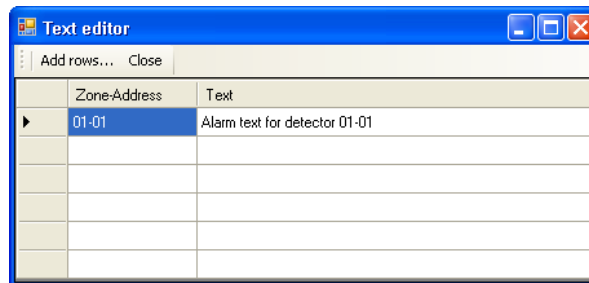 Text editor
Add rows... Close
Zone-Address Text
01-01 Alarm text for detector 01-01